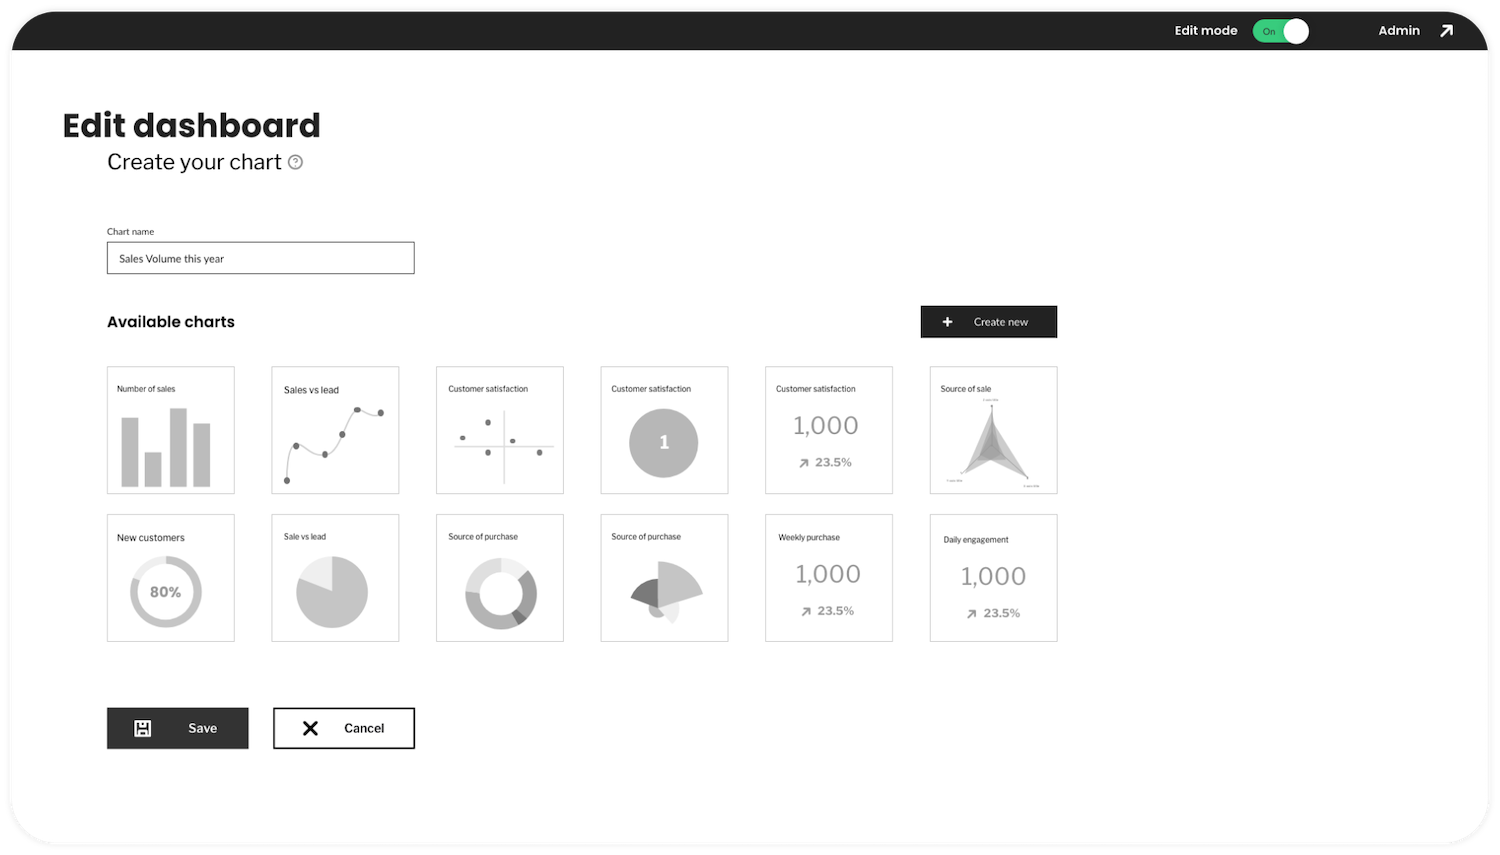 Edit mode On Admin
Edit dashboard
Create your chart ?
Chart name
Sales Volume this year
Available charts
+ Create new
Number of sales
Sales vs lead
Customer satisfaction
Customer satisfaction
1
Customer satisfaction
1,000
23.5%
Source of sale
New customers
80%
Sale vs lead
Source of purchase
Source of purchase
Weekly purchase
1,000
23.5%
Daily engagement
1,000
23.5%
Save
Cancel